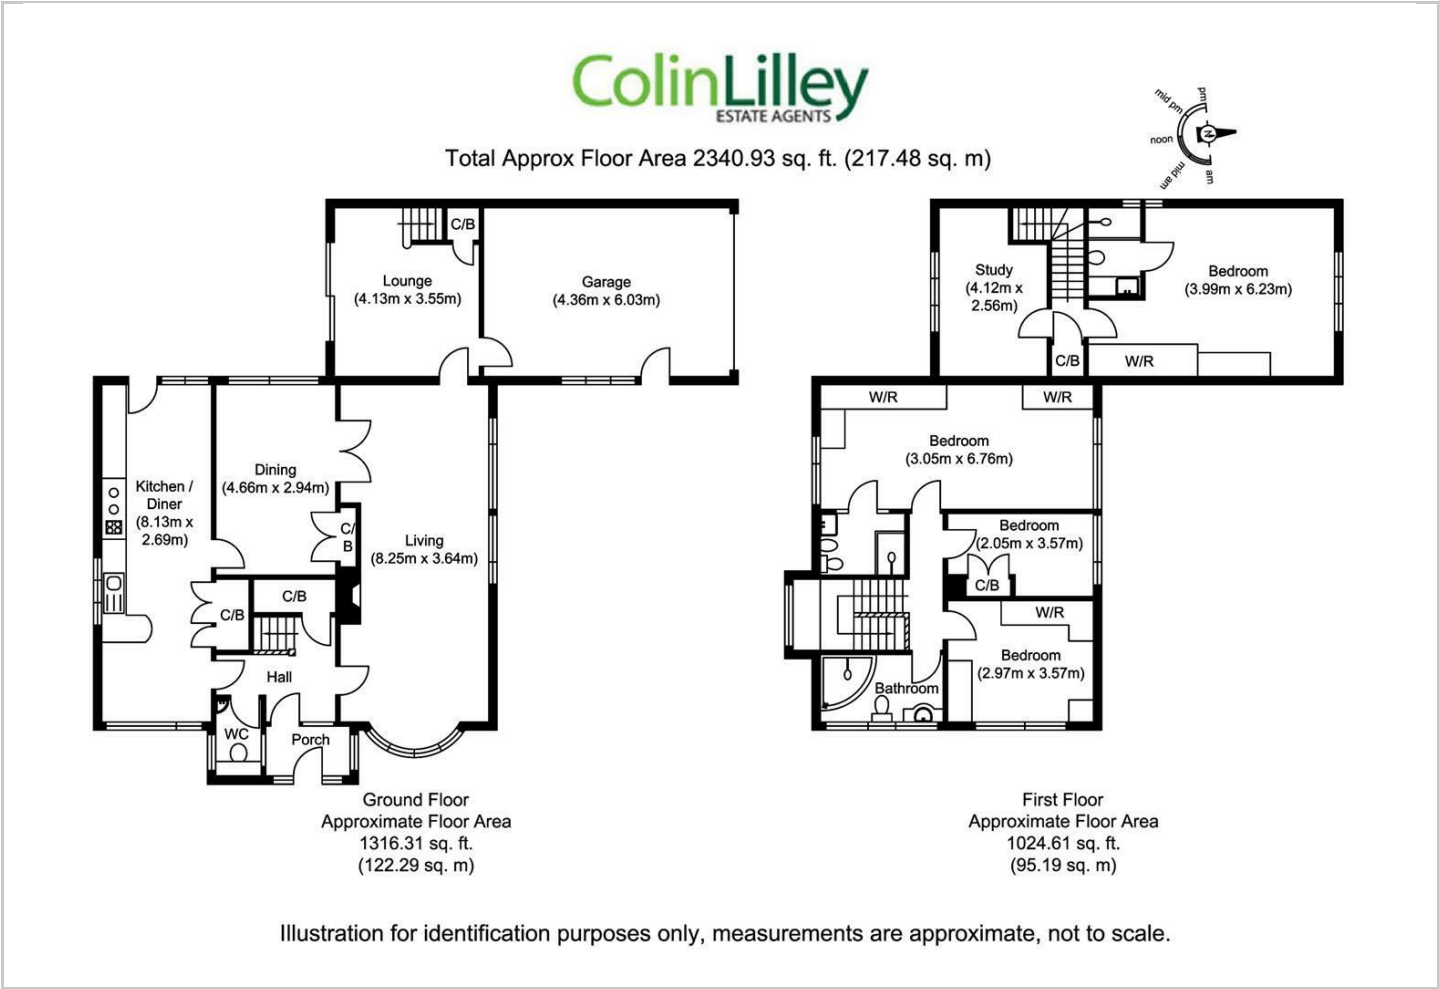 ColinLilley
ESTATE AGENTS
Total Approx Floor Area 2340.93 sq. ft. (217.48 sq. m)
pm
mid pm
noon
mid am
am
N
C/B
Lounge
(4.13m x 3.55m)
Garage
(4.36m x 6.03m)
Kitchen /
Diner
(8.13m x
2.69m)
Dining
(4.66m x 2.94m)
C/
B
Living
(8.25m x 3.64m)
C/B
C/B
Hall
WC
Porch
Ground Floor
Approximate Floor Area
1316.31 sq. ft.
(122.29 sq. m)
Study
(4.12m x
2.56m)
Bedroom
(3.99m x 6.23m)
C/B
W/R
W/R
W/R
Bedroom
(3.05m x 6.76m)
Bedroom
(2.05m x 3.57m)
C/B
W/R
Bedroom
(2.97m x 3.57m)
Bathroom
First Floor
Approximate Floor Area
1024.61 sq. ft.
(95.19 sq. m)
Illustration for identification purposes only, measurements are approximate, not to scale.